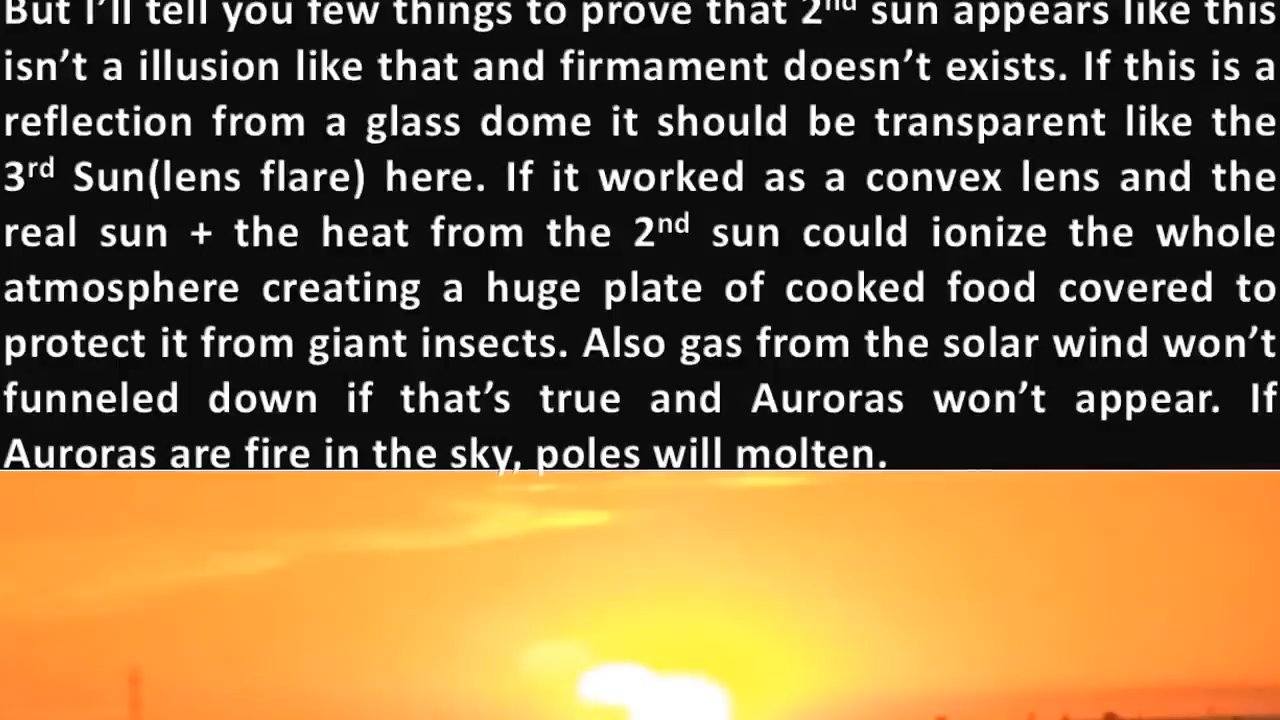 But I'll tell you few things to prove that 2nd sun appears like this
isn't a illusion like that and firmament doesn't exists. If this is a
reflection from a glass dome it should be transparent like the
3rd Sun(lens flare) here. If it worked as a convex lens and the
real sun + the heat from the 2nd sun could ionize the whole
atmosphere creating a huge plate of cooked food covered to
protect it from giant insects. Also gas from the solar wind won't
funneled down if that's true and Auroras won't appear. If
Auroras are fire in the sky, poles will molten.